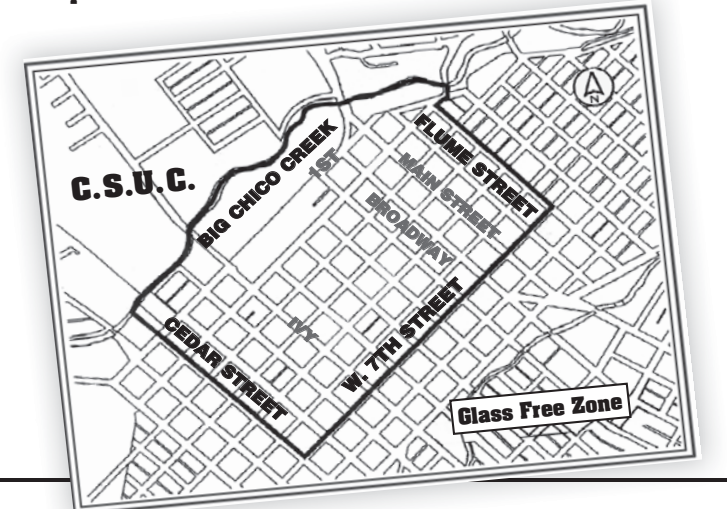 N
C.S.U.C.
BIG CHICO CREEK
1ST
FLUME STREET
MAIN STREET
BROADWAY
IVY
W. 7TH STREET
CEDAR STREET
Glass Free Zone